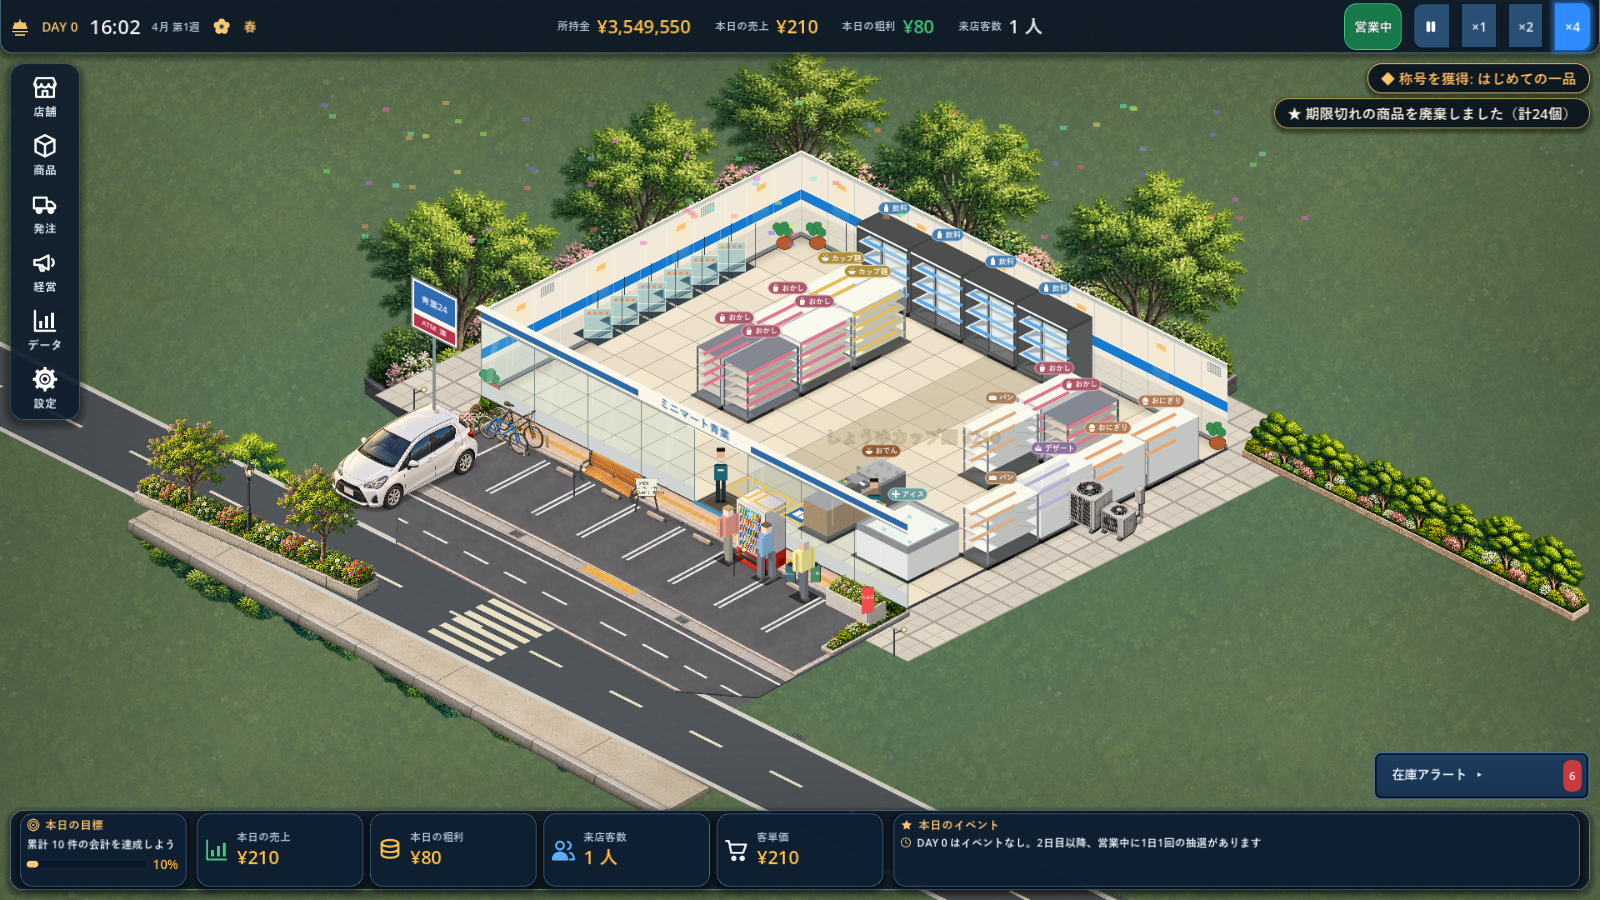 DAY 0 16:02 4月 第1週 春
所持金 ¥3,549,550 本日の売上 ¥210 本日の粗利 ¥80 来店客数 1 人
営業中 ×1 ×2 ×4
店舗
商品
発注
経営
データ
設定
◆ 称号を獲得: はじめての一品
★ 期限切れの商品を廃棄しました（計24個）
飲料
飲料
飲料
飲料
カップ麺
カップ麺
おかし
おかし
おかし
おかし
おかし
おかし
パン
おにぎり
おにぎり
デザート
パン
おでん
アイス
青葉24
ATM
ミニマート青葉
在庫アラート ▸ 6
本日の目標
累計 10 件の会計を達成しよう
10%
本日の売上
¥210
本日の粗利
¥80
来店客数
1 人
客単価
¥210
本日のイベント
DAY 0 はイベントなし。2日目以降、営業中に1日1回の抽選があります